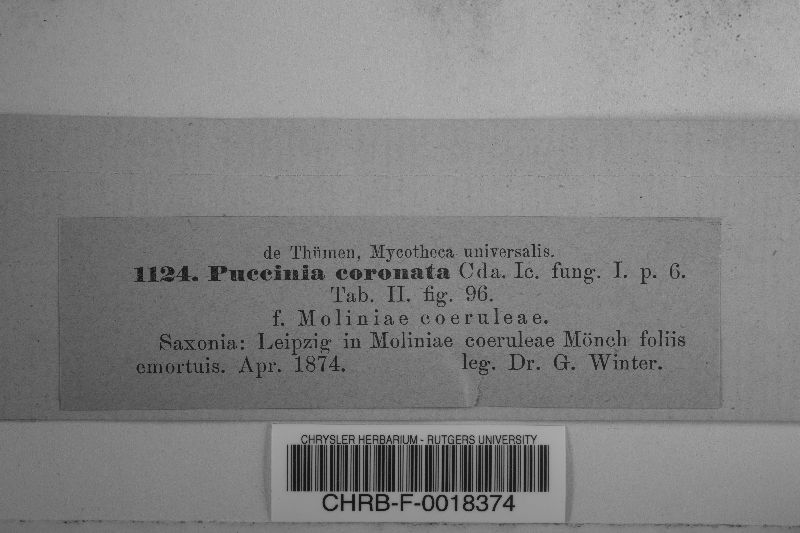 de Thümen, Mycotheca universalis.
1124. Puccinia coronata Cda. Ic. fung. I. p. 6.
Tab. II. fig. 96.
f. Moliniae coeruleae.
Saxonia: Leipzig in Moliniae coeruleae Mönch foliis
emortuis. Apr. 1874. leg. Dr. G. Winter.
CHRYSLER HERBARIUM - RUTGERS UNIVERSITY
CHRB-F-0018374